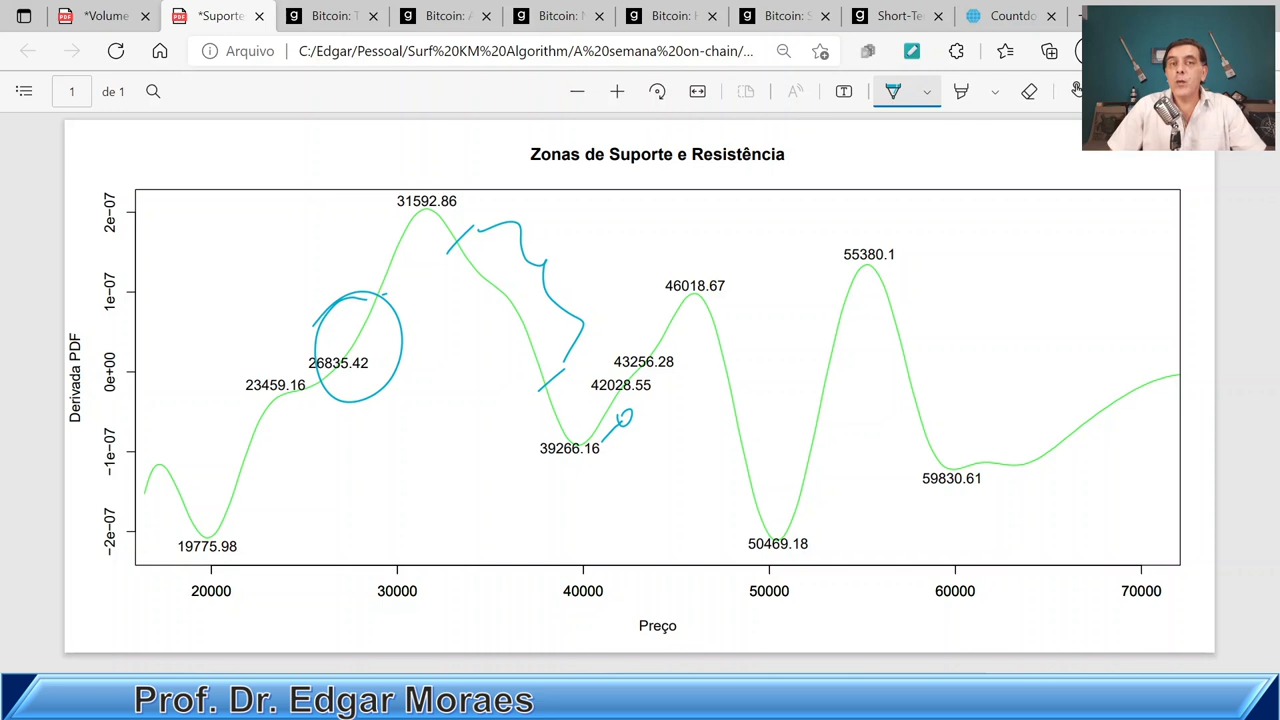 *Volume
*Suporte
Bitcoin: T
Bitcoin: A
Bitcoin: M
Bitcoin: H
Bitcoin: S
Short-Te
Countdo
Arquivo
C:/Edgar/Pessoal/Surf%20KM%20Algorithm/A%20semana%20on-chain/...
1
de 1
Zonas de Suporte e Resistência
31592.86
55380.1
46018.67
26835.42
43256.28
23459.16
42028.55
39266.16
59830.61
19775.98
50469.18
Derivada PDF
2e-07
1e-07
0e+00
-1e-07
-2e-07
20000
30000
40000
50000
60000
70000
Preço
Prof. Dr. Edgar Moraes